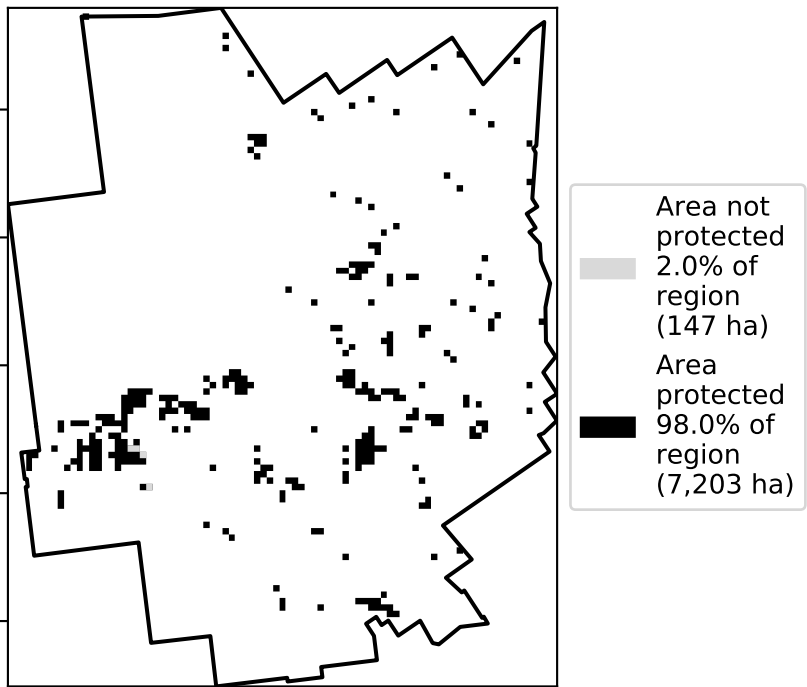 Area not
protected
2.0% of
region
(147 ha)
Area
protected
98.0% of
region
(7,203 ha)